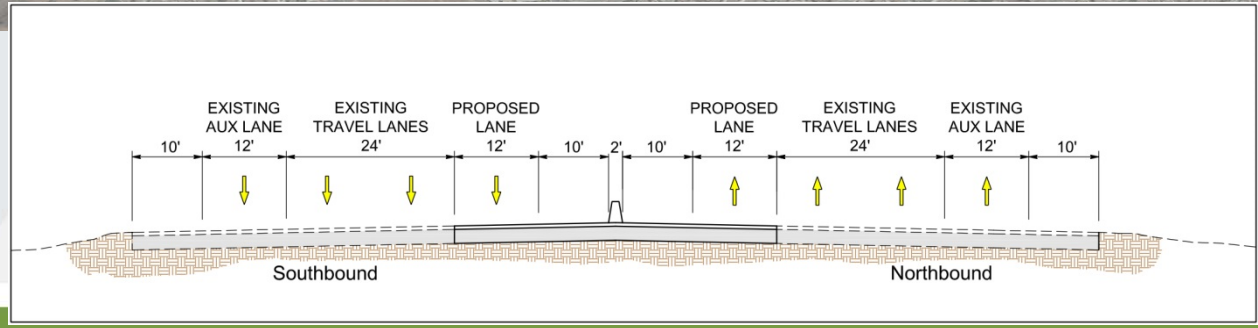 EXISTING
AUX LANE
EXISTING
TRAVEL LANES
PROPOSED
LANE
PROPOSED
LANE
EXISTING
TRAVEL LANES
EXISTING
AUX LANE
10' 12' 24' 12' 10' 2' 10' 12' 24' 12' 10'
Southbound Northbound